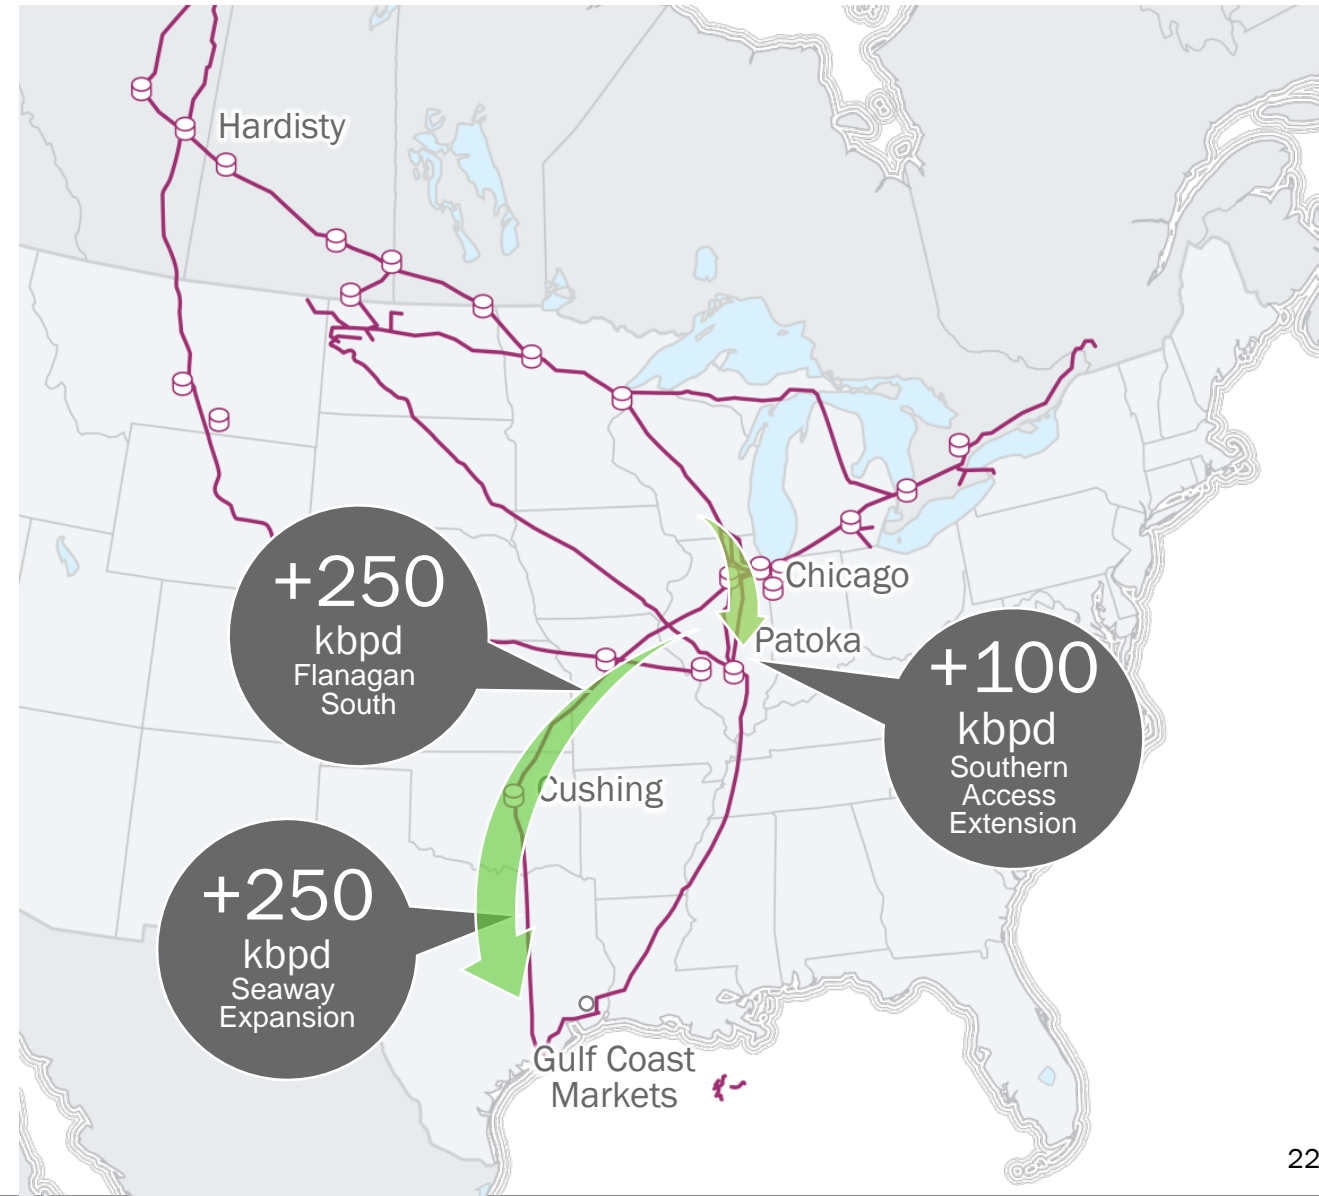 Hardisty
+250
kbpd
Flanagan
South
Chicago
Patoka
+100
kbpd
Southern
Access
Extension
Cushing
+250
kbpd
Seaway
Expansion
Gulf Coast
Markets
22